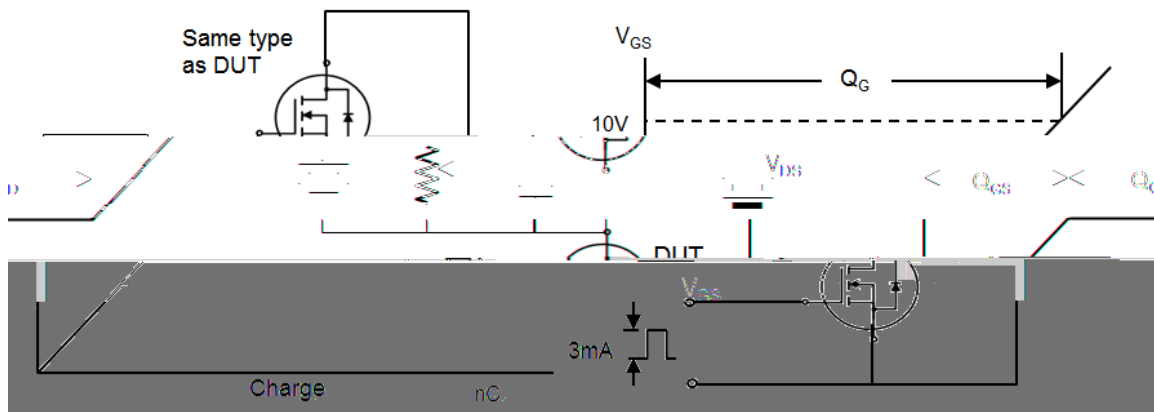 Same type
as DUT
VGS
QG
10V
VDS
QGS
DUT
VGS
3mA
Charge
nC